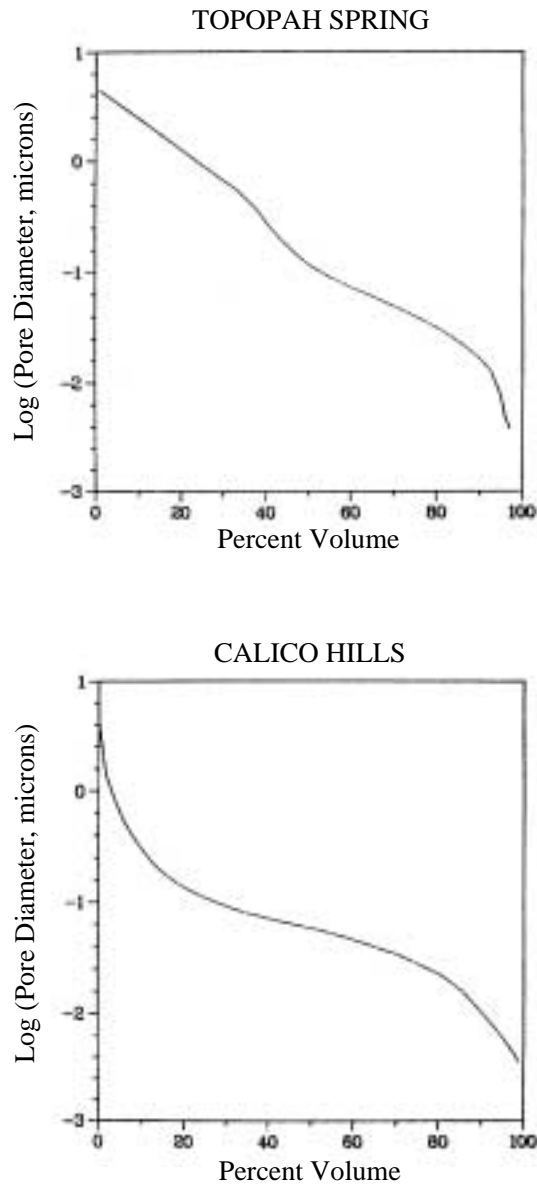 TOPOPAH SPRING
Log (Pore Diameter, microns)
1
0
-1
-2
-3
0 20 40 60 80 100
Percent Volume
CALICO HILLS
Log (Pore Diameter, microns)
1
0
-1
-2
-3
0 20 40 60 80 100
Percent Volume